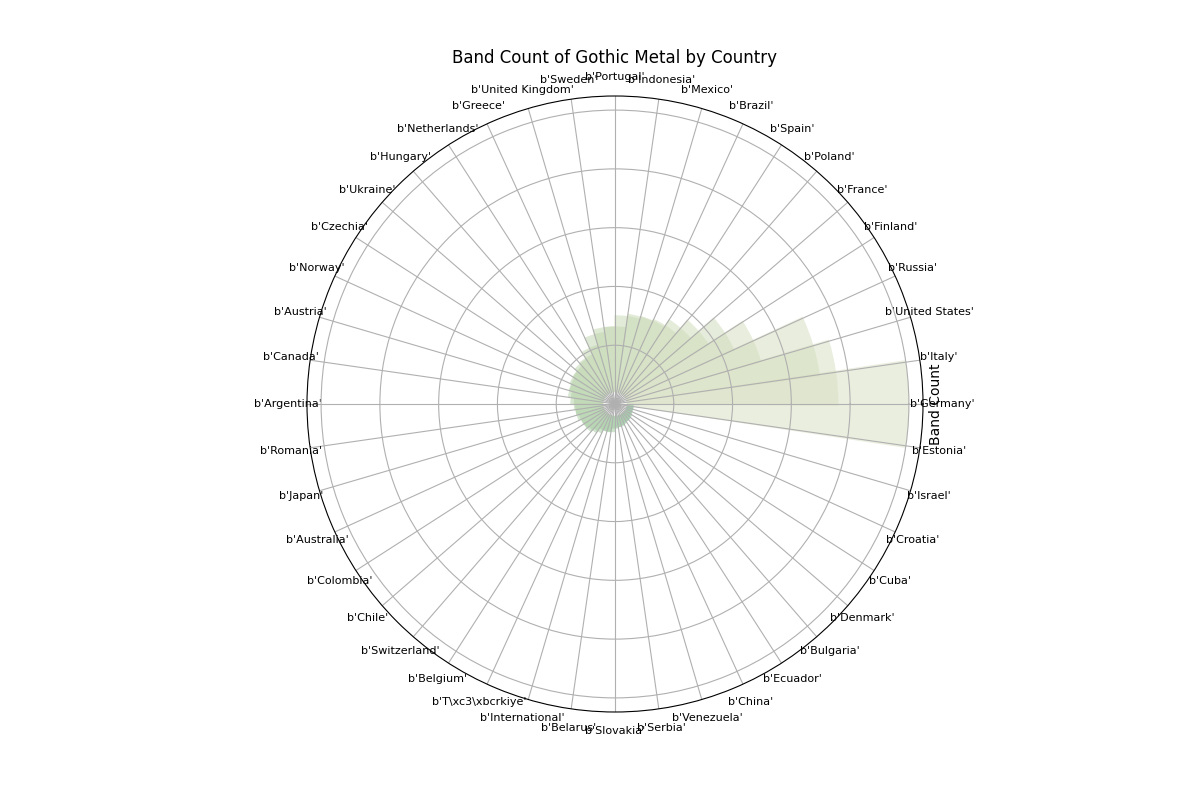 Band Count of Gothic Metal by Country
b'Portugal'
b'Indonesia'
b'Mexico'
b'Brazil'
b'Spain'
b'Poland'
b'France'
b'Finland'
b'Russia'
b'United States'
b'Italy'
b'Germany'
Band Count
b'Estonia'
b'Israel'
b'Croatia'
b'Cuba'
b'Denmark'
b'Bulgaria'
b'Ecuador'
b'China'
b'Venezuela'
b'Serbia'
b'Slovakia'
b'Belarus'
b'International'
b'T\xc3\xbcrkiye'
b'Belgium'
b'Switzerland'
b'Chile'
b'Colombia'
b'Australia'
b'Japan'
b'Romania'
b'Argentina'
b'Canada'
b'Austria'
b'Norway'
b'Czechia'
b'Ukraine'
b'Hungary'
b'Netherlands'
b'Greece'
b'United Kingdom'
b'Sweden'